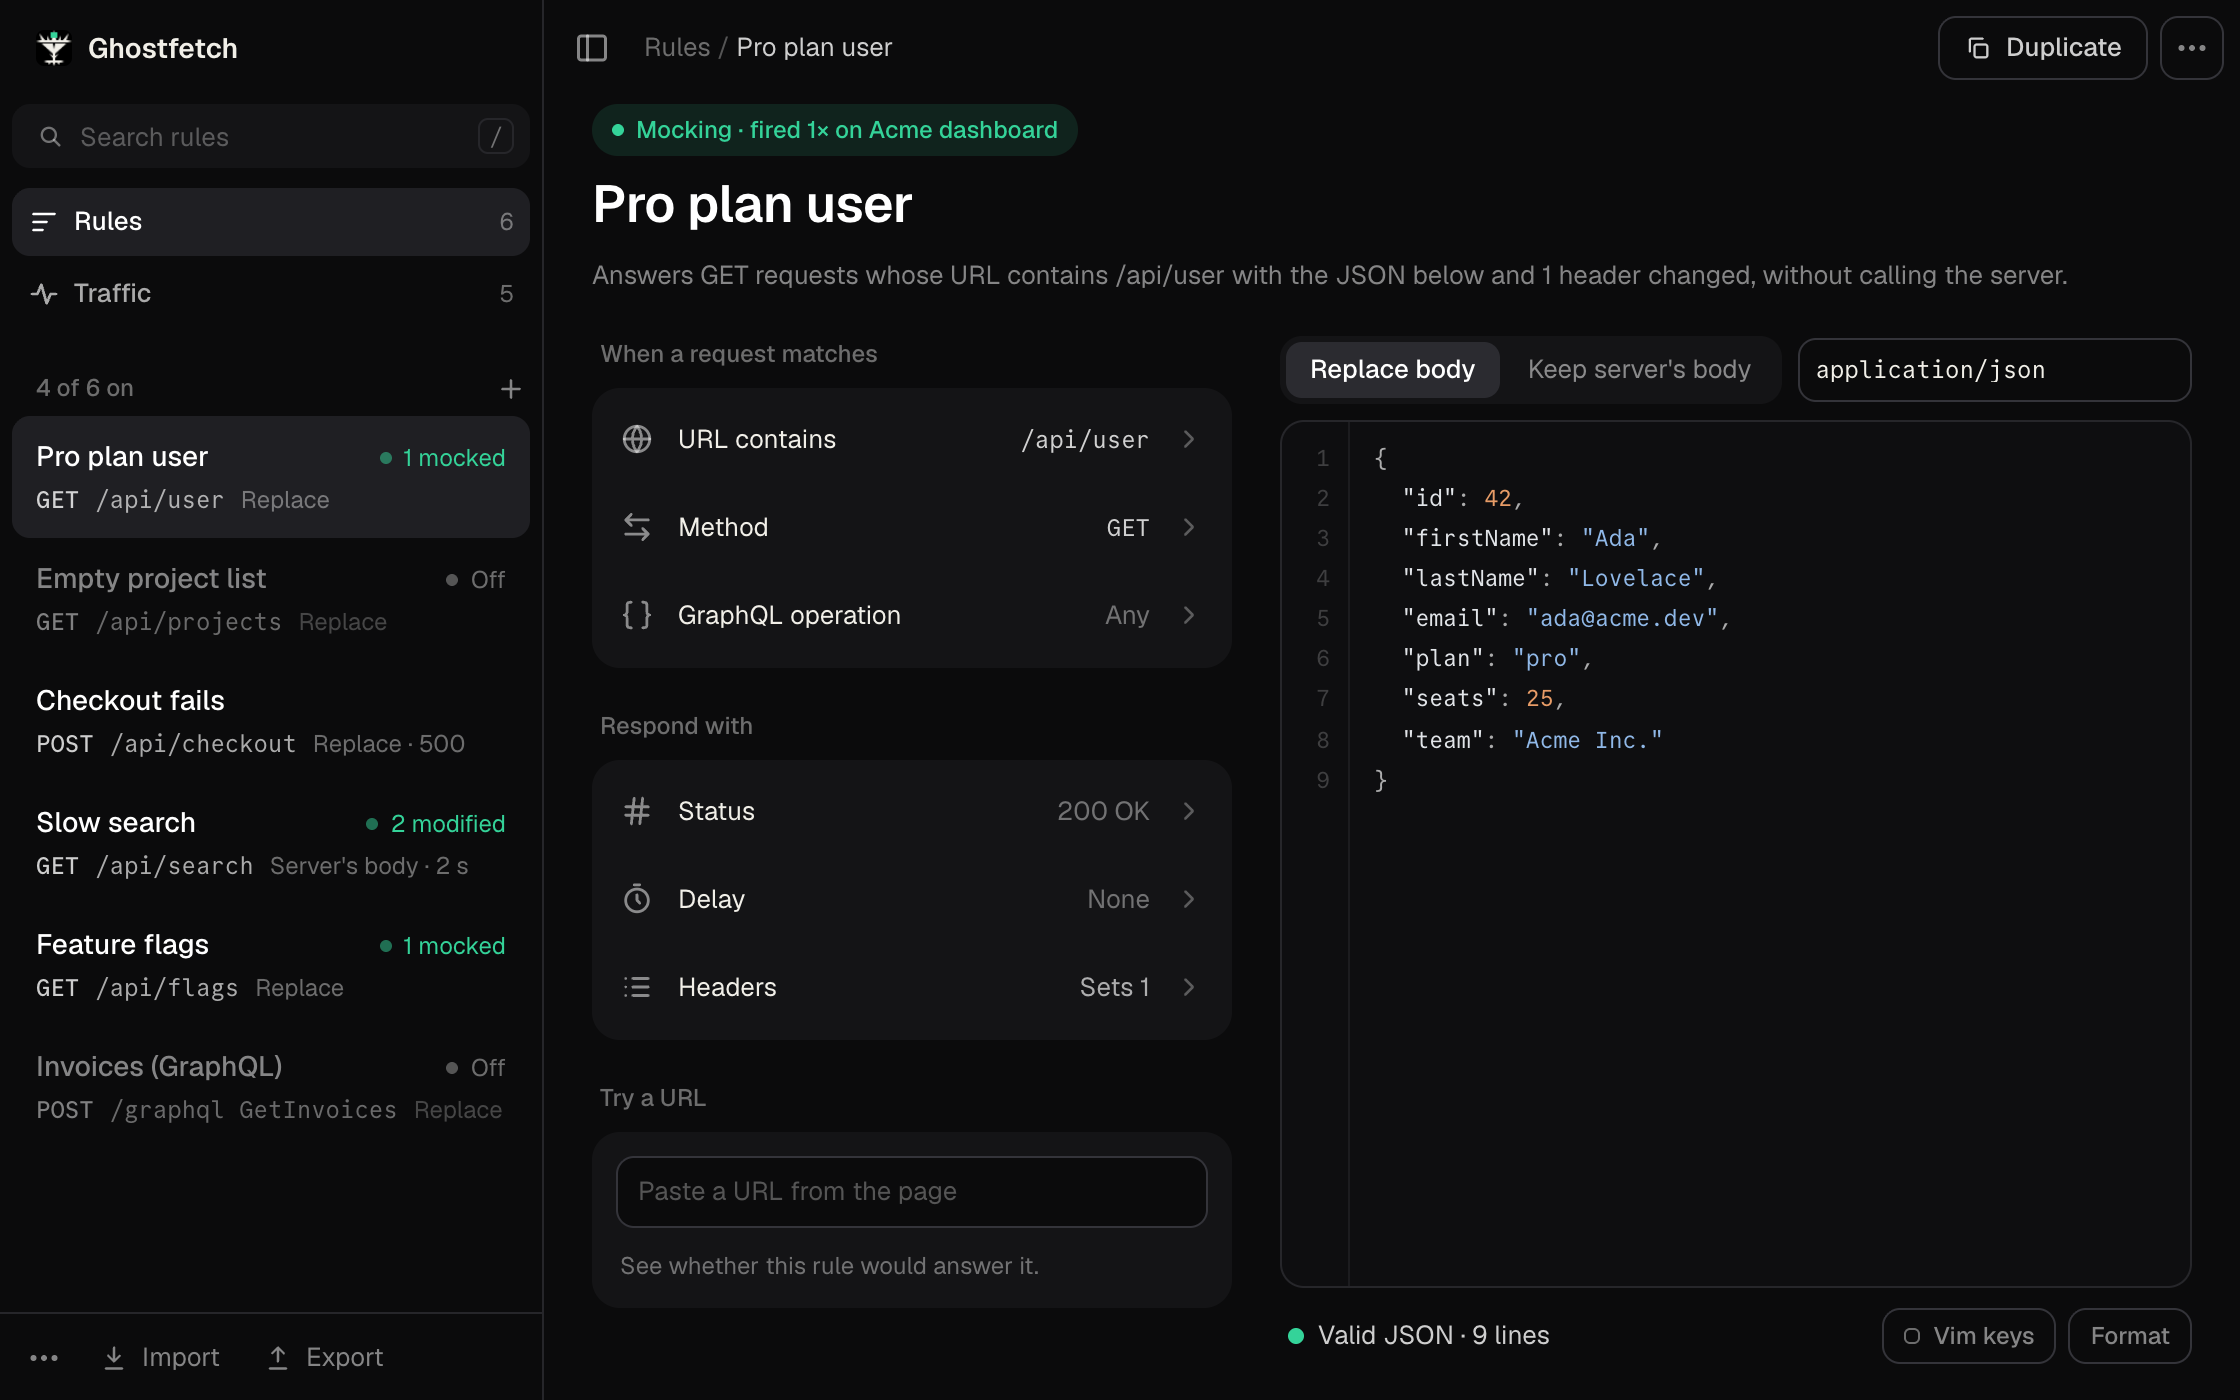 Ghostfetch
Search rules /
Rules 6
Traffic 5
4 of 6 on
Pro plan user 1 mocked
GET /api/user Replace
Empty project list Off
GET /api/projects Replace
Checkout fails
POST /api/checkout Replace · 500
Slow search 2 modified
GET /api/search Server's body · 2 s
Feature flags 1 mocked
GET /api/flags Replace
Invoices (GraphQL) Off
POST /graphql GetInvoices Replace
Import Export
Rules / Pro plan user
Duplicate
Mocking · fired 1× on Acme dashboard
Pro plan user
Answers GET requests whose URL contains /api/user with the JSON below and 1 header changed, without calling the server.
When a request matches
URL contains /api/user
Method GET
GraphQL operation Any
Respond with
Status 200 OK
Delay None
Headers Sets 1
Try a URL
Paste a URL from the page
See whether this rule would answer it.
Replace body Keep server's body application/json
1 {
2 "id": 42,
3 "firstName": "Ada",
4 "lastName": "Lovelace",
5 "email": "ada@acme.dev",
6 "plan": "pro",
7 "seats": 25,
8 "team": "Acme Inc."
9 }
Valid JSON · 9 lines
Vim keys Format